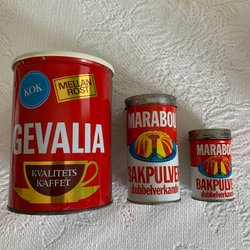 KOK
MELLAN
ROST
GEVALIA
KVALITETS
KAFFET
MARABOU
BAKPULVER
dubbelverkande
MARABOU
BAKPULVER
dubbelverkande